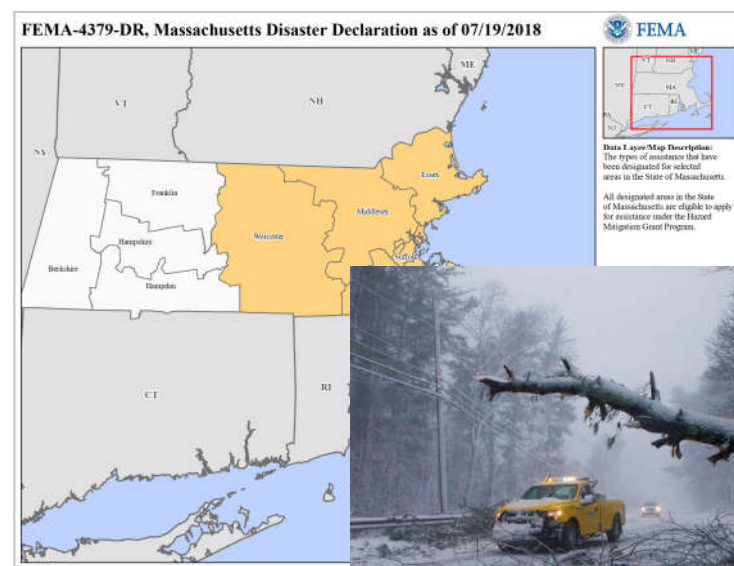 FEMA-4379-DR, Massachusetts Disaster Declaration as of 07/19/2018
FEMA
ME
VT
NH
NY
Franklin
Essex
Middlesex
Worcester
Hampshire
Suffolk
Berkshire
Hampden
CT
RI
VT
NH
ME
NY
MA
CT
RI
PA
NJ
Data Layer/Map Description:
The types of assistance that have
been designated for selected
areas in the State of Massachusetts.
All designated areas in the State
of Massachusetts are eligible to apply
for assistance under the Hazard
Mitigation Grant Program.